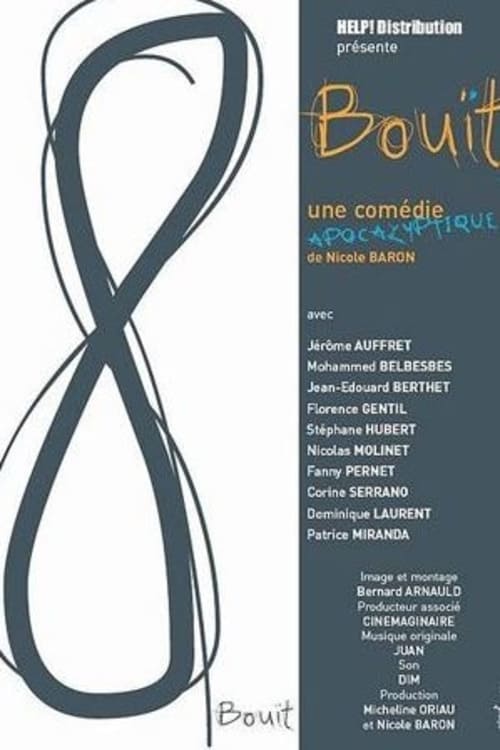 HELP! Distribution
présente
Bouït
une comédie
APOCAZYPTIQUE
de Nicole BARON
avec
Jérôme AUFFRET
Mohammed BELBESBES
Jean-Edouard BERTHET
Florence GENTIL
Stéphane HUBERT
Nicolas MOLINET
Fanny PERNET
Corine SERRANO
Dominique LAURENT
Patrice MIRANDA
Image et montage
Bernard ARNAULD
Producteur associé
CINEMAGINAIRE
Musique originale
JUAN
Son
DIM
Production
Micheline ORIAU
et Nicole BARON
Bouït